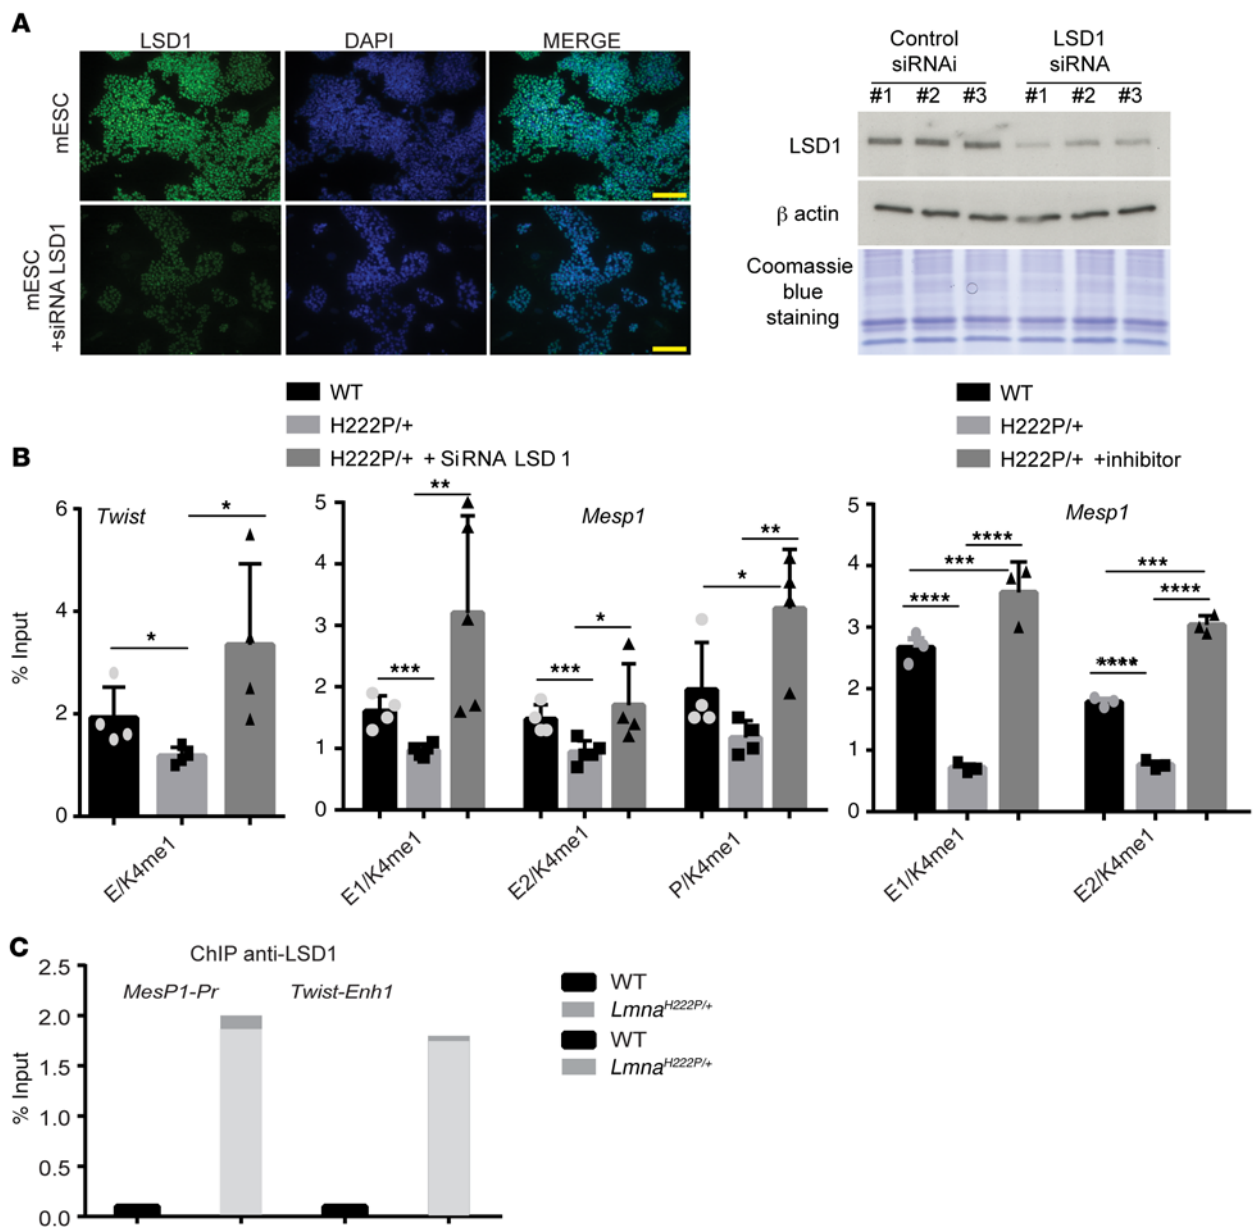 A
LSD1 DAPI MERGE
mESC
mESC
+siRNA LSD1
Control
siRNAi
LSD1
siRNA
#1 #2 #3 #1 #2 #3
LSD1
β actin
Coomassie
blue
staining
WT
H222P/+
H222P/+ + SiRNA LSD 1
WT
H222P/+
H222P/+ +inhibitor
B
% Input
6
4
2
0
Twist
*
*
E/K4me1
5
4
3
2
1
0
Mesp1
***
**
***
*
*
**
E1/K4me1
E2/K4me1
P/K4me1
5
4
3
2
1
0
Mesp1
****
***
****
****
***
****
E1/K4me1
E2/K4me1
C
ChIP anti-LSD1
% Input
2.5
2.0
1.5
1.0
0.5
0.0
MesP1-Pr Twist-Enh1
WT
Lmna^H222P/+
WT
Lmna^H222P/+